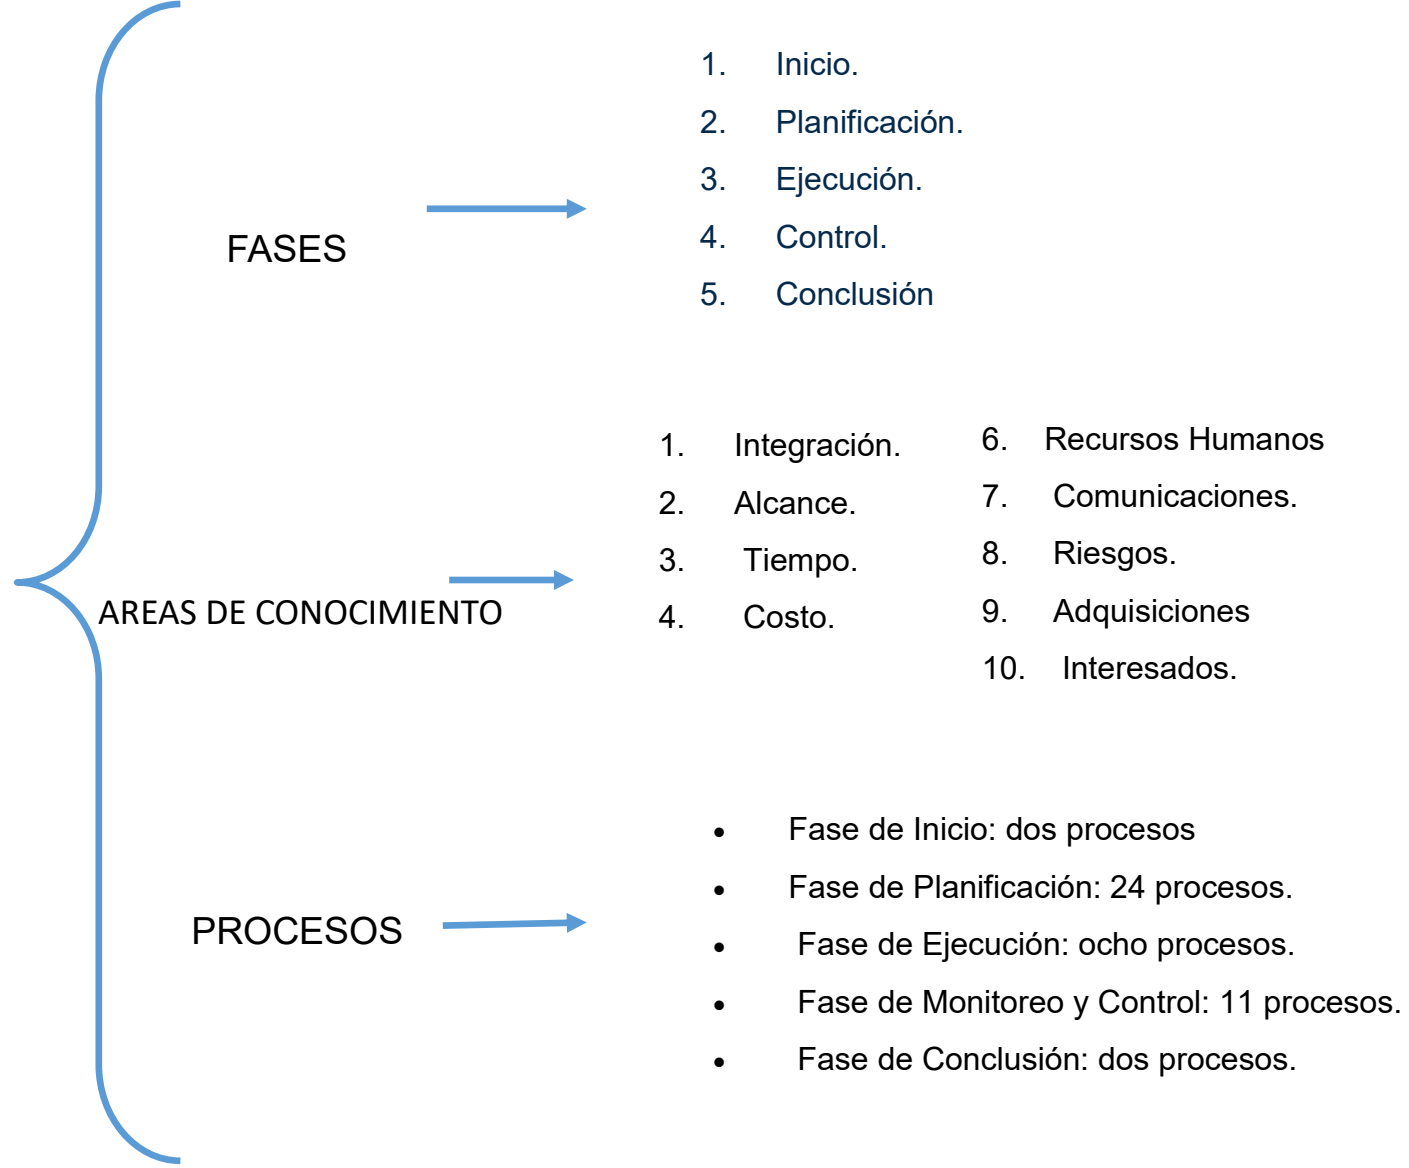 FASES
1. Inicio.
2. Planificación.
3. Ejecución.
4. Control.
5. Conclusión
AREAS DE CONOCIMIENTO
1. Integración.
2. Alcance.
3. Tiempo.
4. Costo.
6. Recursos Humanos
7. Comunicaciones.
8. Riesgos.
9. Adquisiciones
10. Interesados.
PROCESOS
• Fase de Inicio: dos procesos
• Fase de Planificación: 24 procesos.
• Fase de Ejecución: ocho procesos.
• Fase de Monitoreo y Control: 11 procesos.
• Fase de Conclusión: dos procesos.